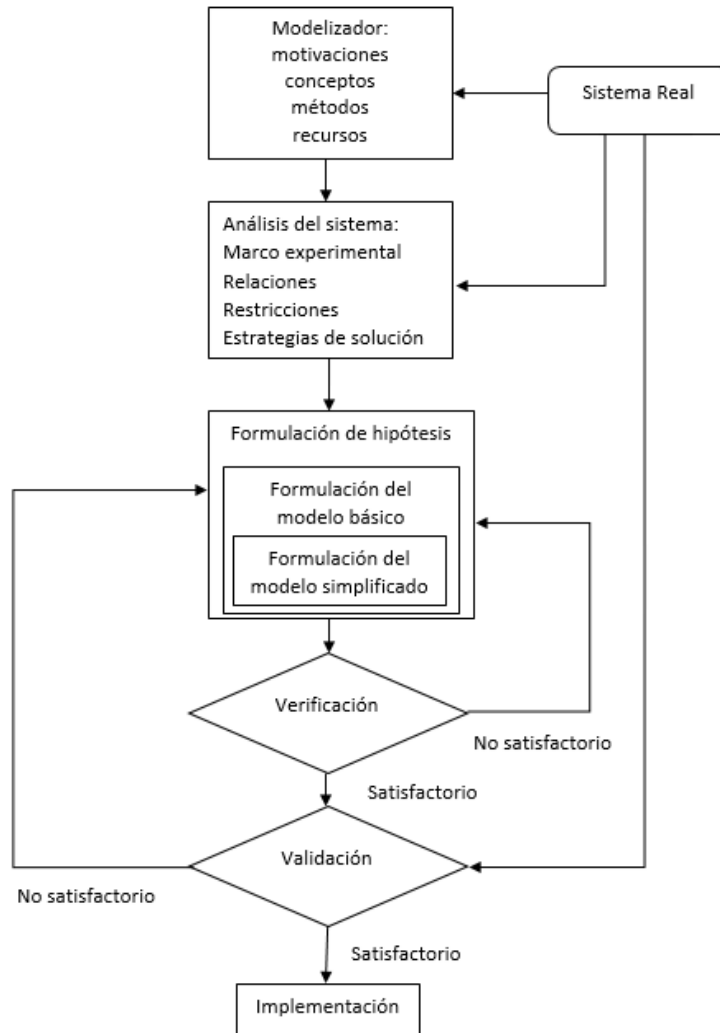 Modelizador:
motivaciones
conceptos
métodos
recursos
Sistema Real
Análisis del sistema:
Marco experimental
Relaciones
Restricciones
Estrategias de solución
Formulación de hipótesis
Formulación del
modelo básico
Formulación del
modelo simplificado
Verificación
No satisfactorio
Satisfactorio
Validación
No satisfactorio
Satisfactorio
Implementación